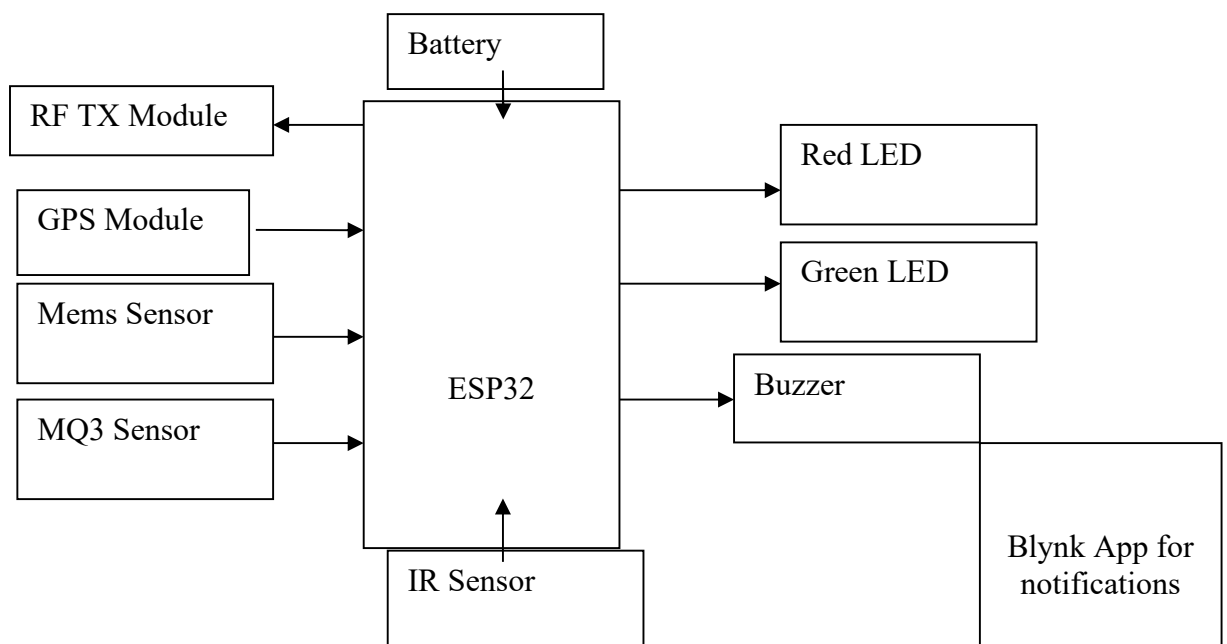 Battery
RF TX Module
Red LED
GPS Module
Green LED
Mems Sensor
ESP32
Buzzer
MQ3 Sensor
IR Sensor
Blynk App for
notifications